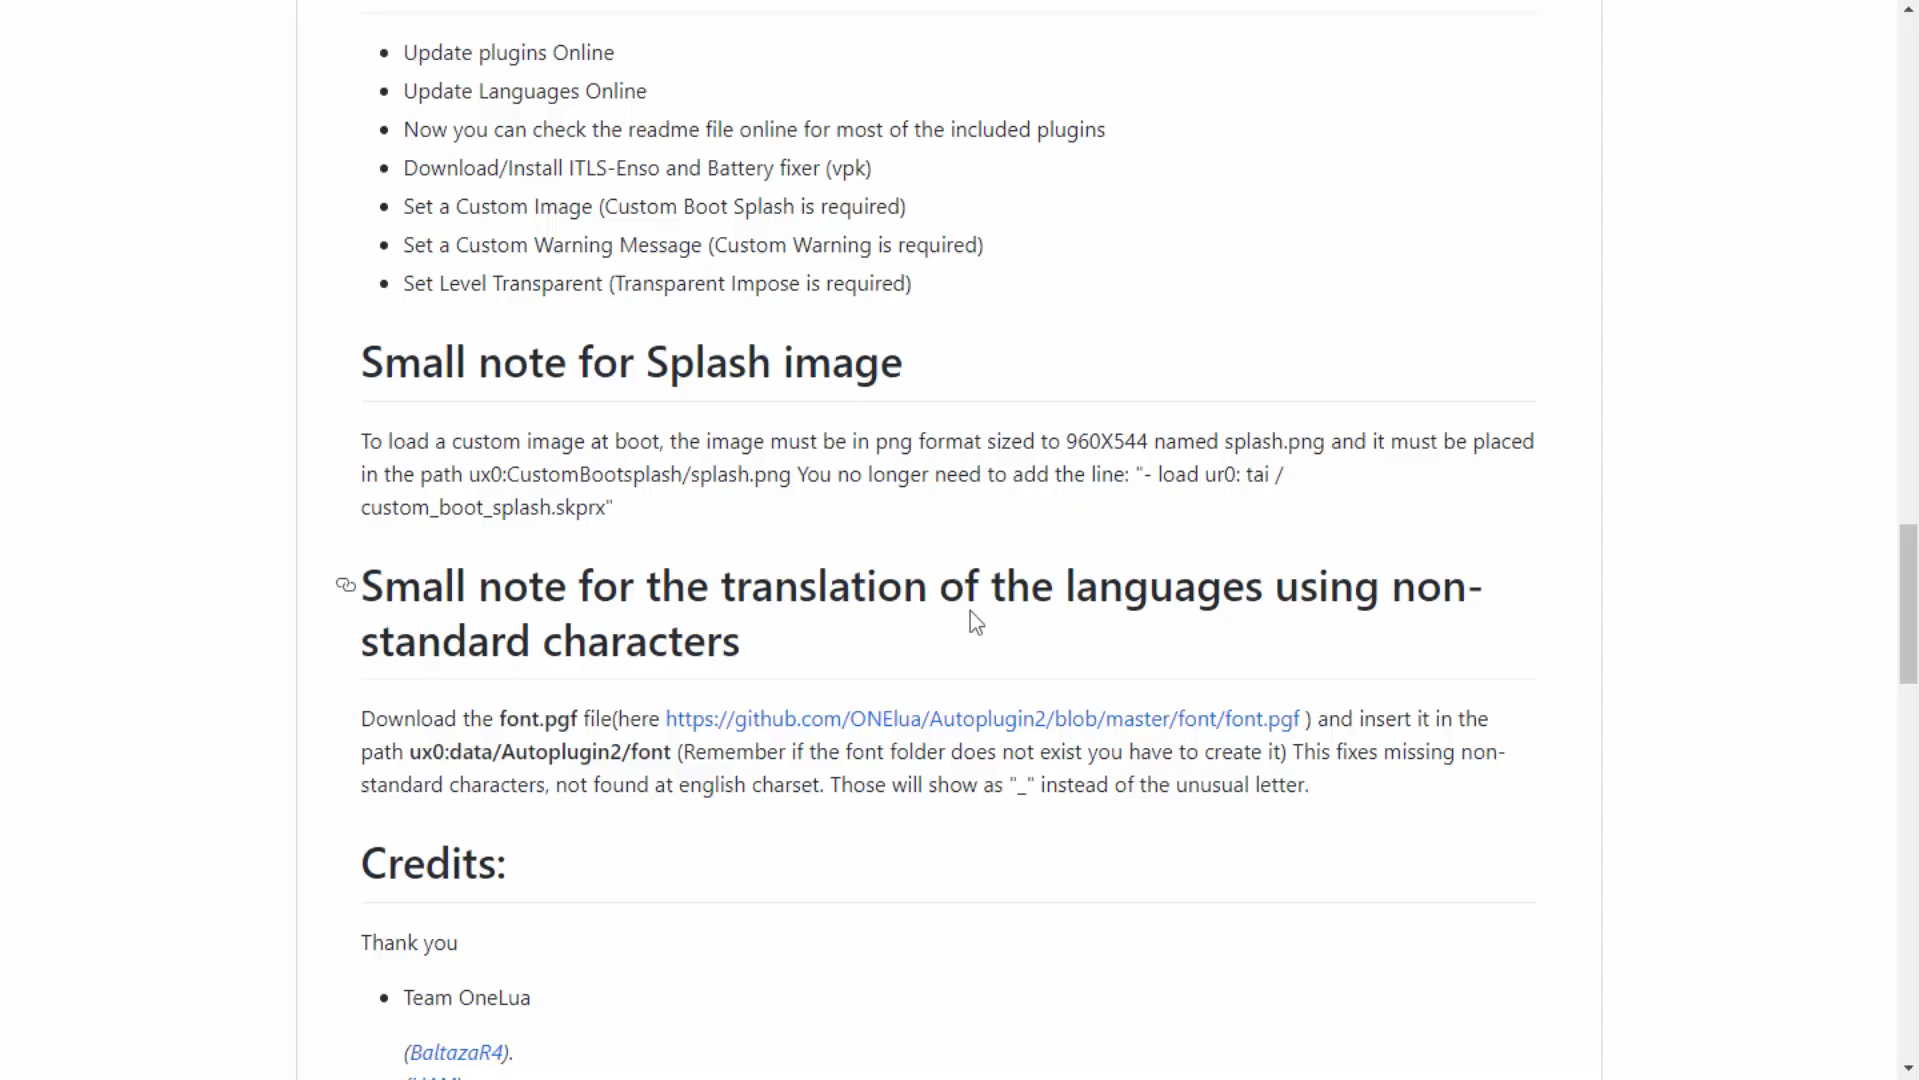 Update plugins Online
Update Languages Online
Now you can check the readme file online for most of the included plugins
Download/Install ITLS-Enso and Battery fixer (vpk)
Set a Custom Image (Custom Boot Splash is required)
Set a Custom Warning Message (Custom Warning is required)
Set Level Transparent (Transparent Impose is required)
Small note for Splash image
To load a custom image at boot, the image must be in png format sized to 960X544 named splash.png and it must be placed
in the path ux0:CustomBootsplash/splash.png You no longer need to add the line: "- load ur0: tai /
custom_boot_splash.skprx"
Small note for the translation of the languages using non-
standard characters
Download the font.pgf file(here https://github.com/ONElua/Autoplugin2/blob/master/font/font.pgf ) and insert it in the
path ux0:data/Autoplugin2/font (Remember if the font folder does not exist you have to create it) This fixes missing non-
standard characters, not found at english charset. Those will show as "_" instead of the unusual letter.
Credits:
Thank you
Team OneLua
(BaltazaR4).